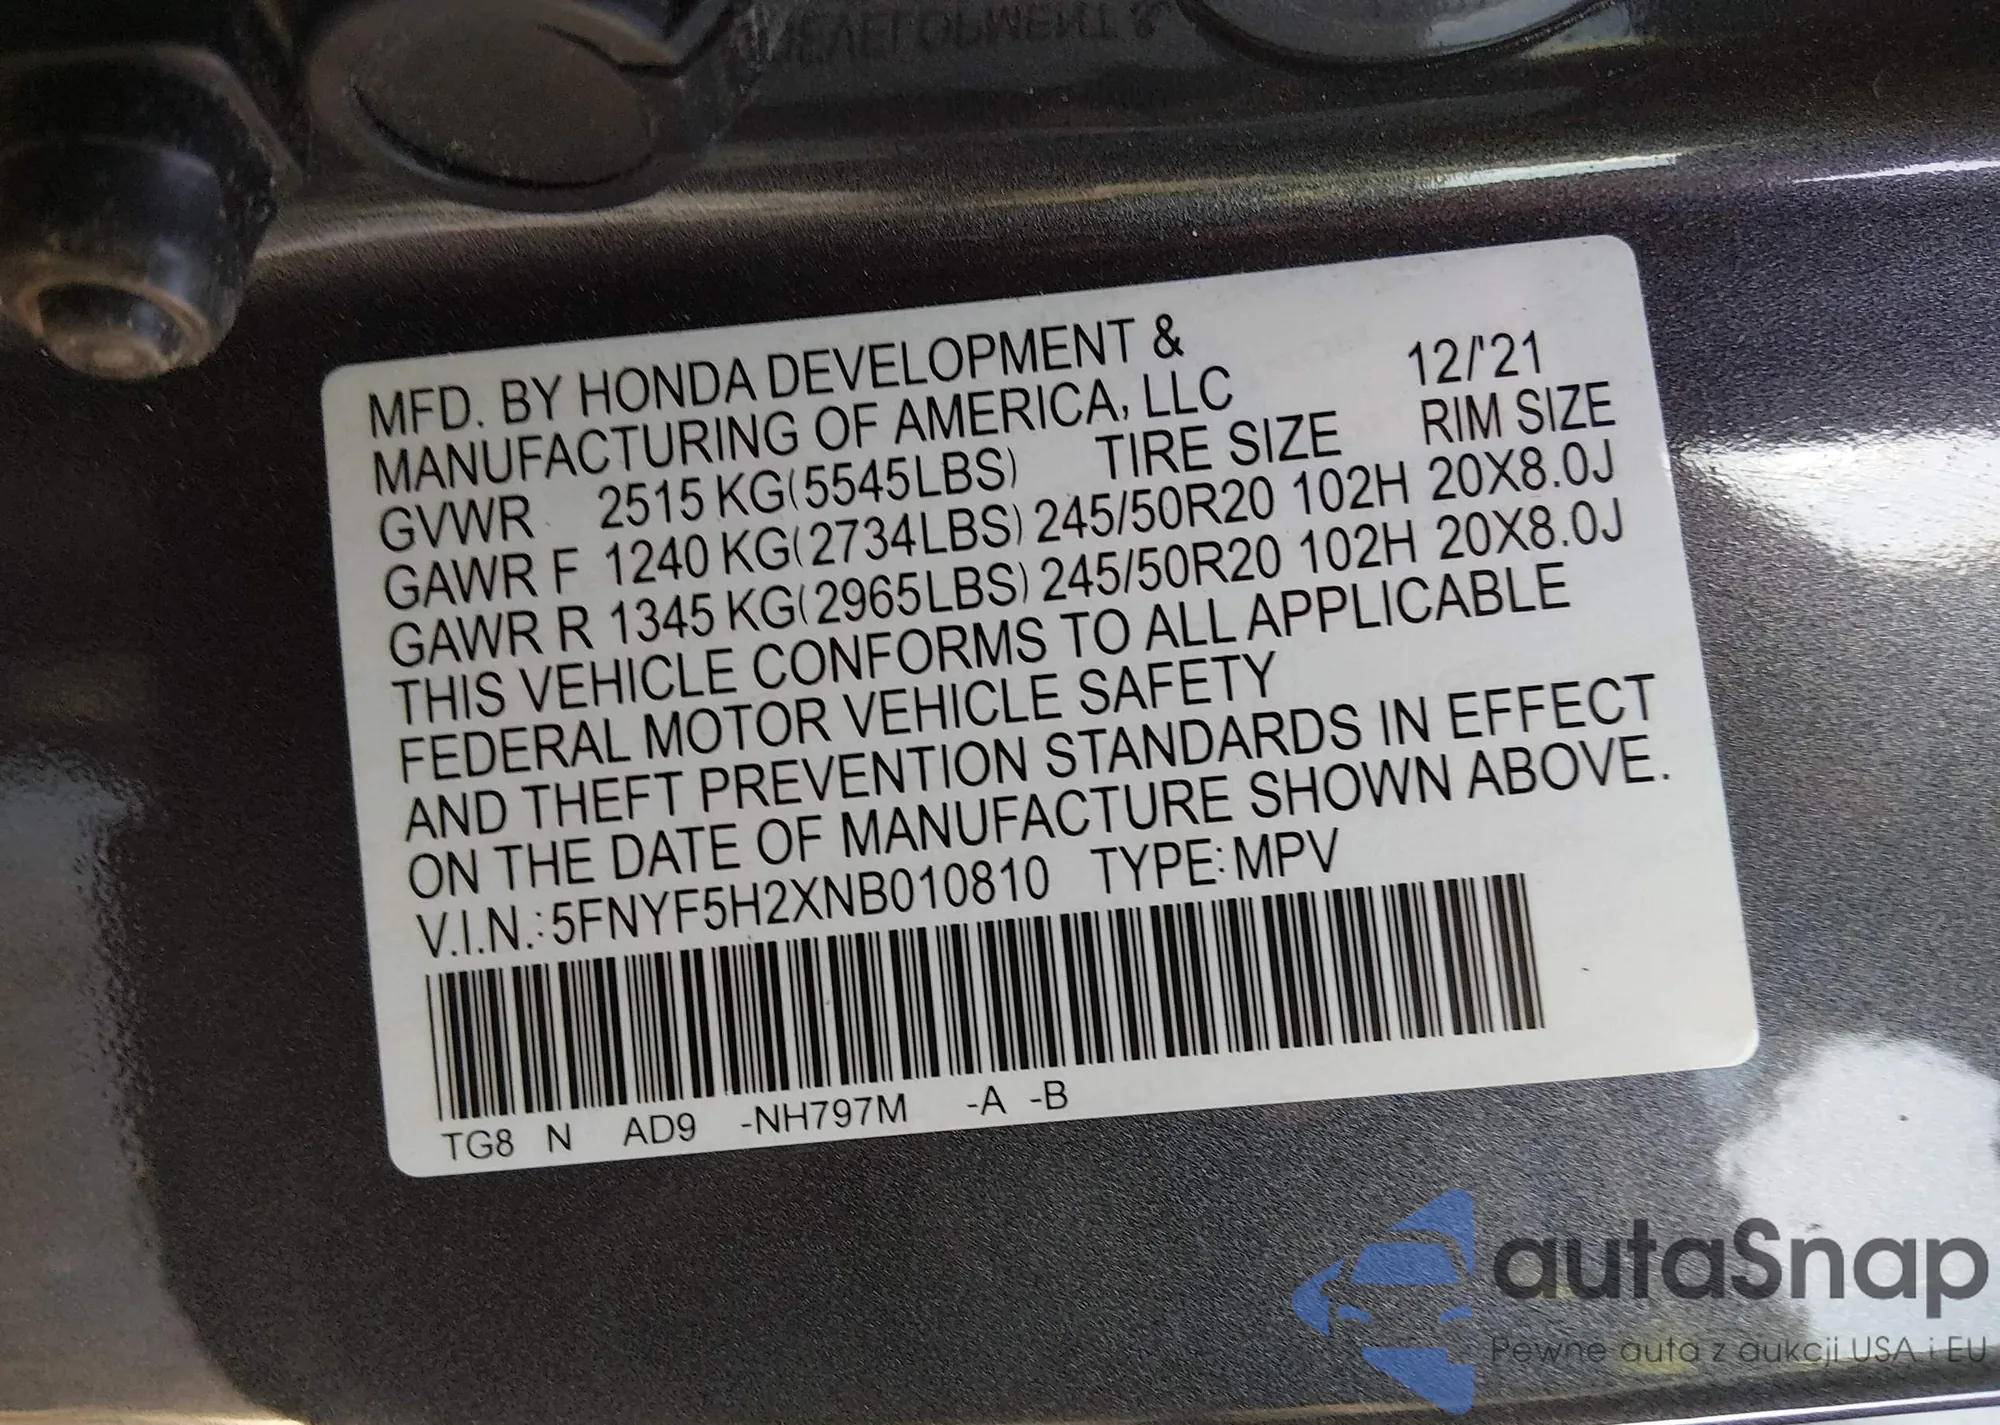 MFD. BY HONDA DEVELOPMENT &
MANUFACTURING OF AMERICA, LLC 12/'21
GVWR 2515 KG(5545LBS) TIRE SIZE RIM SIZE
GAWR F 1240 KG(2734LBS) 245/50R20 102H 20X8.0J
GAWR R 1345 KG(2965LBS) 245/50R20 102H 20X8.0J
THIS VEHICLE CONFORMS TO ALL APPLICABLE
FEDERAL MOTOR VEHICLE SAFETY
AND THEFT PREVENTION STANDARDS IN EFFECT
ON THE DATE OF MANUFACTURE SHOWN ABOVE.
V.I.N.: 5FNYF5H2XNB010810 TYPE: MPV
TG8 N AD9 -NH797M -A -B
autaSnap
Pewne auta z aukcji USA i EU